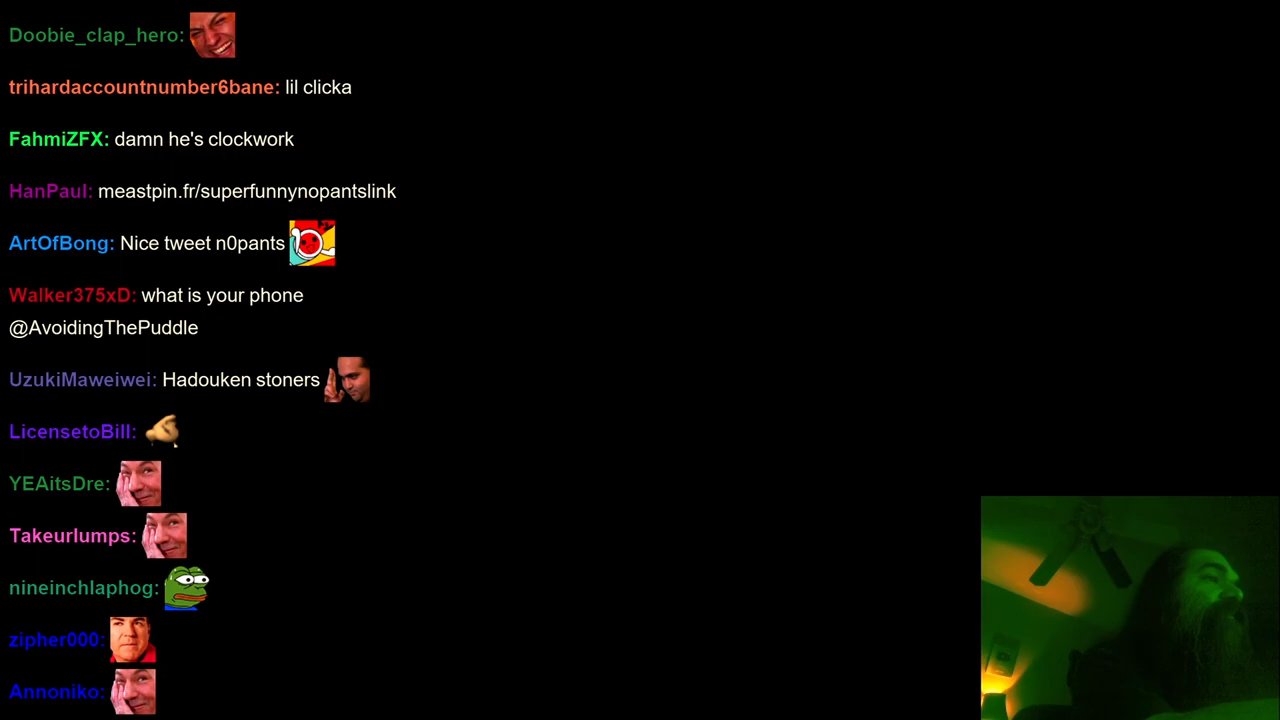 Doobie_clap_hero:
trihardaccountnumber6bane: lil clicka
FahmiZFX: damn he's clockwork
HanPaul: meastpin.fr/superfunnynopantslink
ArtOfBong: Nice tweet n0pants
Walker375xD: what is your phone
@AvoidingThePuddle
UzukiMaweiwei: Hadouken stoners
LicensetoBill:
YEAitsDre:
Takeurlumps:
nineinchlaphog:
zipher000:
Annoniko: